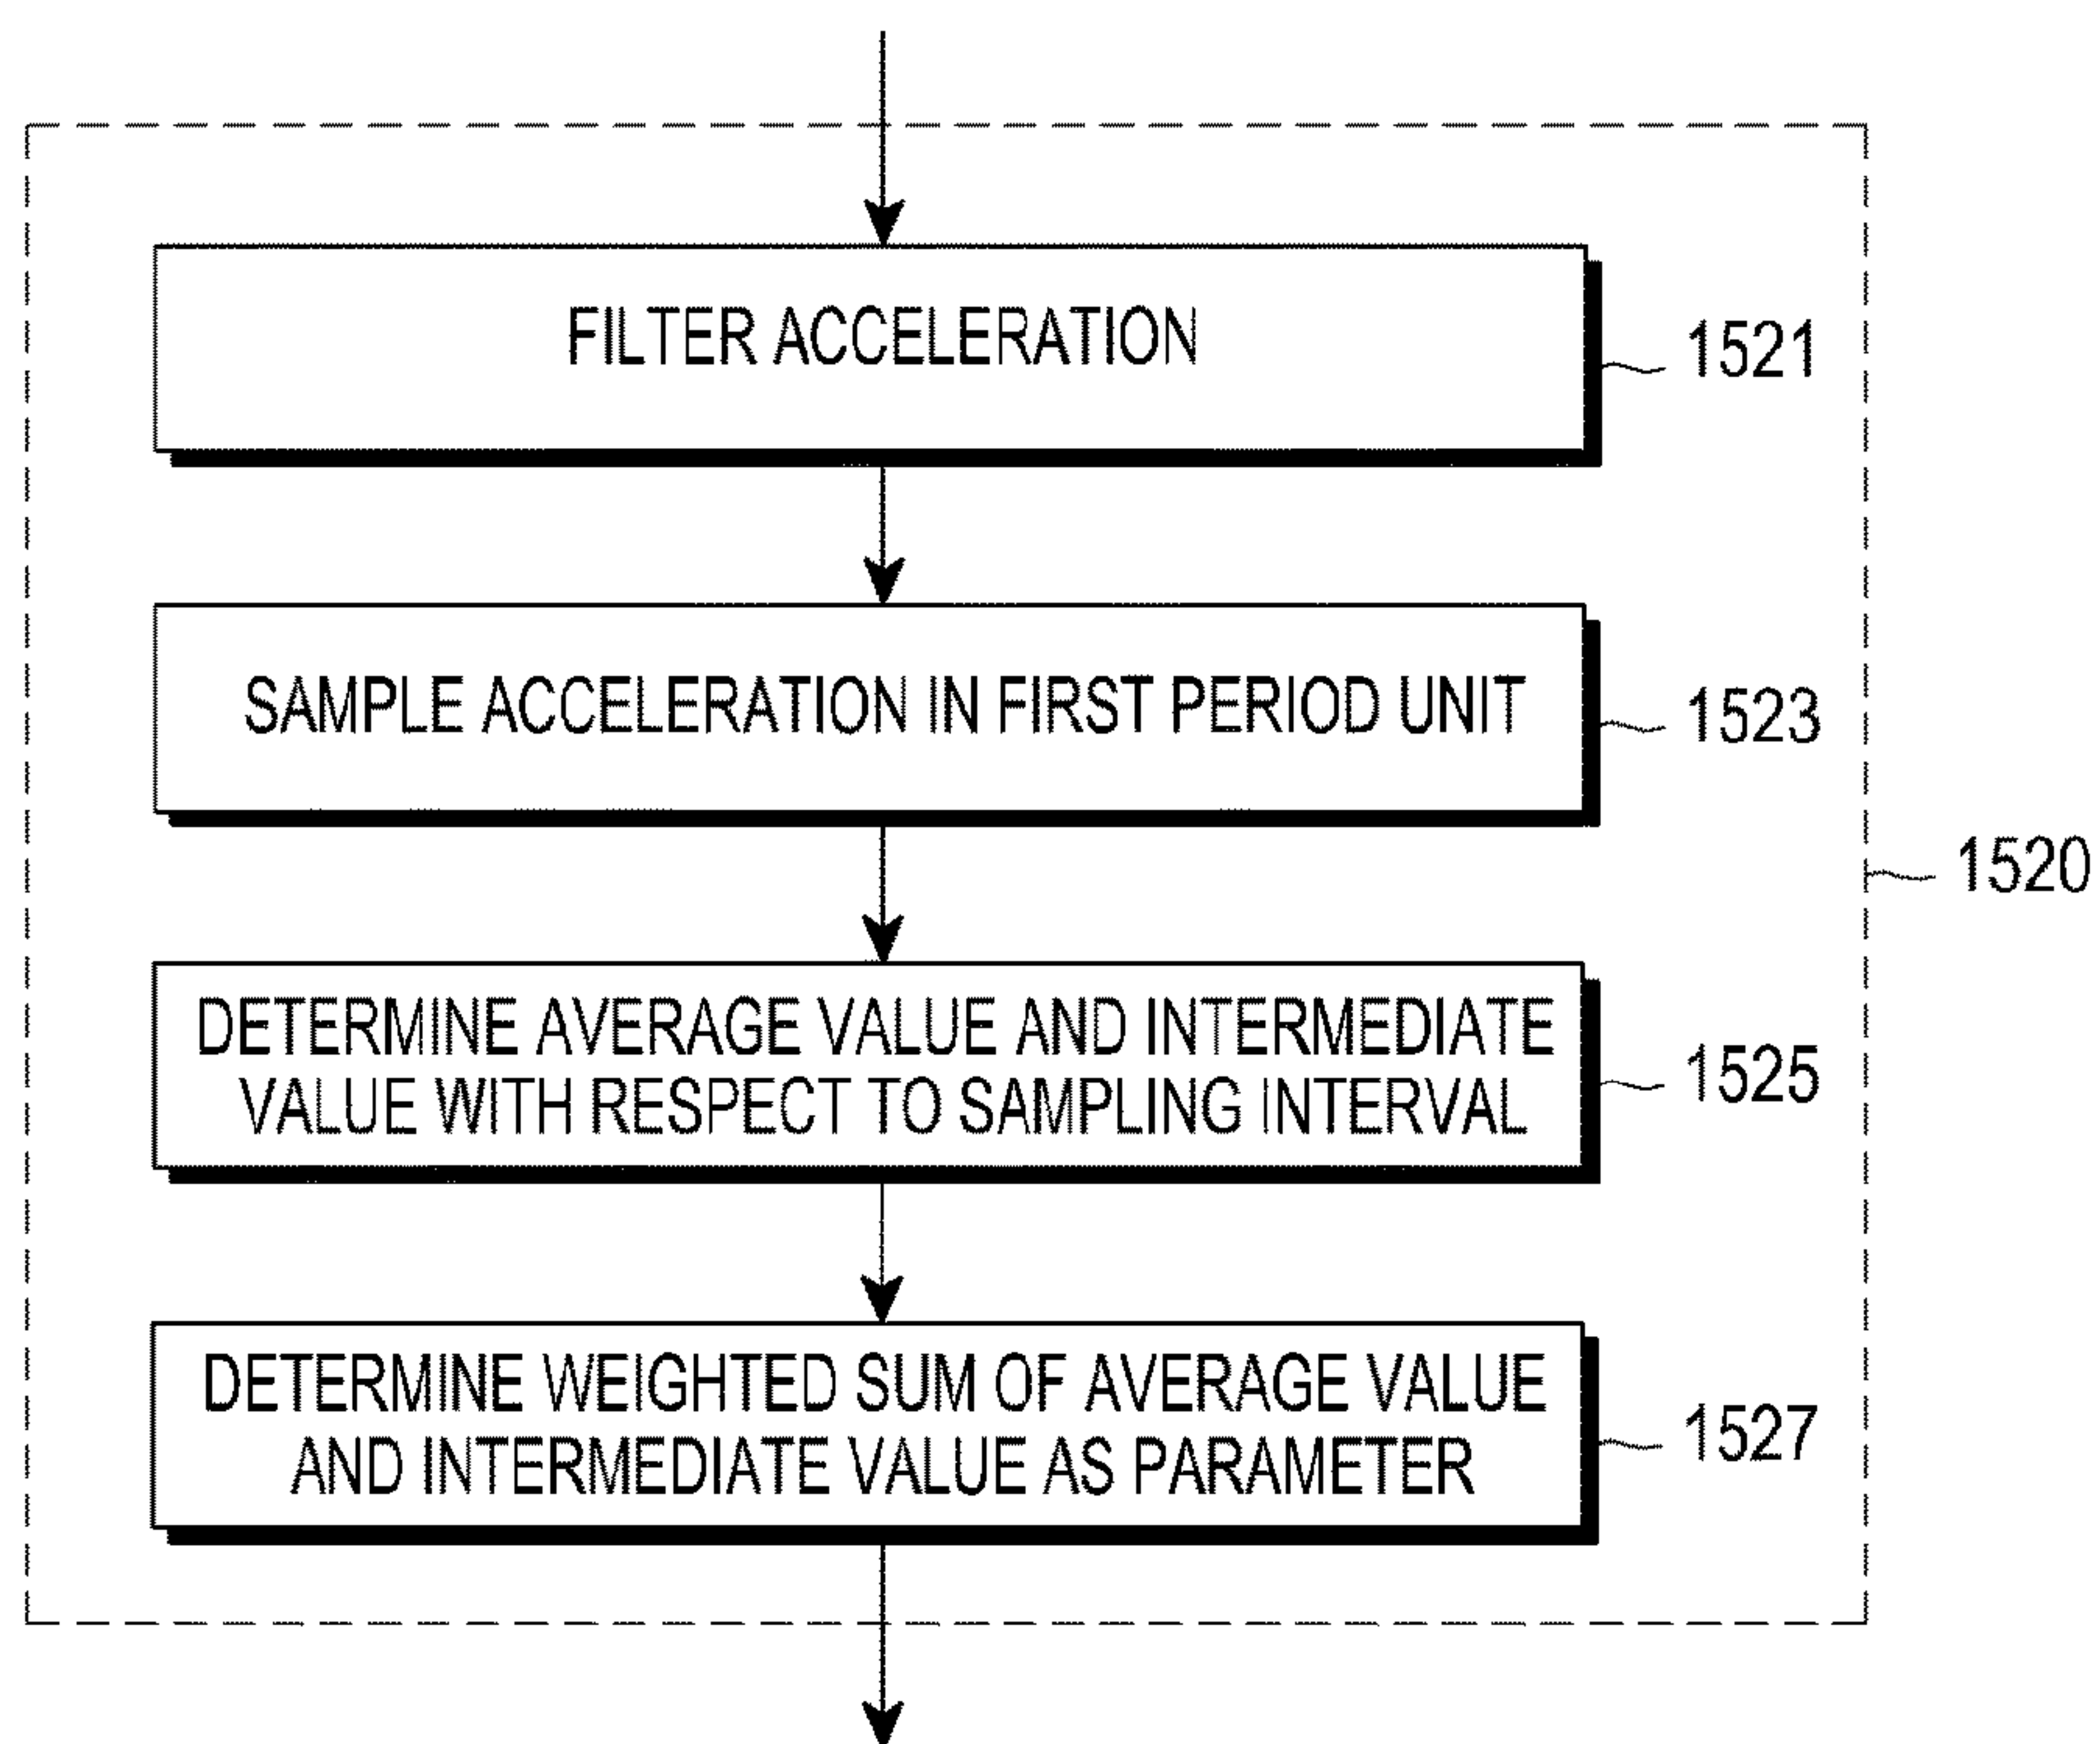 FILTER ACCELERATION
1521
SAMPLE ACCELERATION IN FIRST PERIOD UNIT
1523
1520
DETERMINE AVERAGE VALUE AND INTERMEDIATE
VALUE WITH RESPECT TO SAMPLING INTERVAL
1525
DETERMINE WEIGHTED SUM OF AVERAGE VALUE
AND INTERMEDIATE VALUE AS PARAMETER
1527